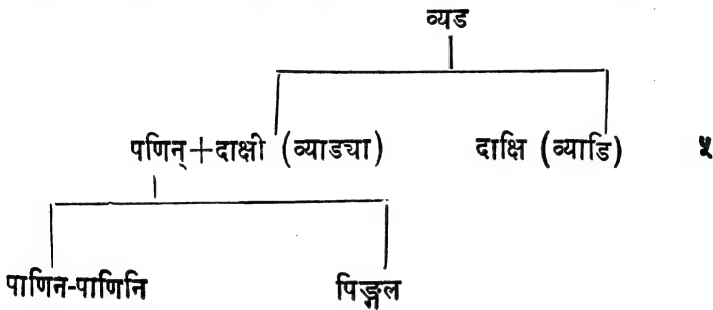 व्यड
पणिन्+दाक्षी (व्याडचा) दाक्षि (व्याडि) ५
पाणिन-पाणिनि पिङ्गल